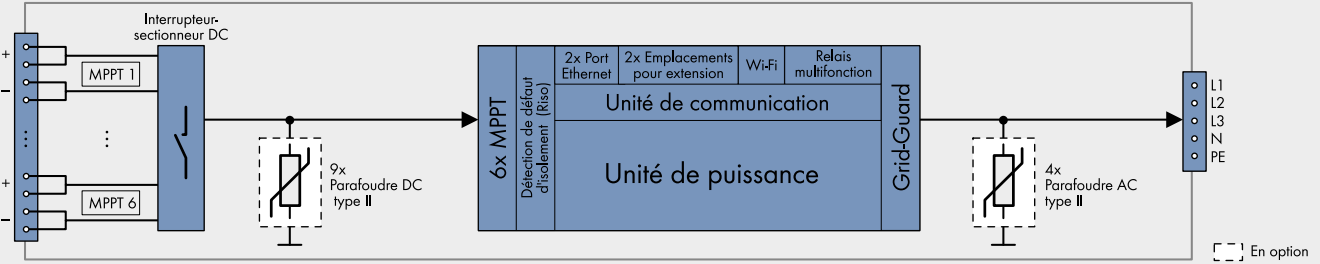 Interrupteur-
sectionneur DC
+
MPPT 1
–
+
MPPT 6
–
9x
Parafoudre DC
type II
6x MPPT
Détection de défaut
d'isolement (Riso)
2x Port
Ethernet
2x Emplacements
pour extension
Wi-Fi
Relais
multifonction
Unité de communication
Unité de puissance
Grid-Guard
4x
Parafoudre AC
type II
L1
L2
L3
N
PE
En option